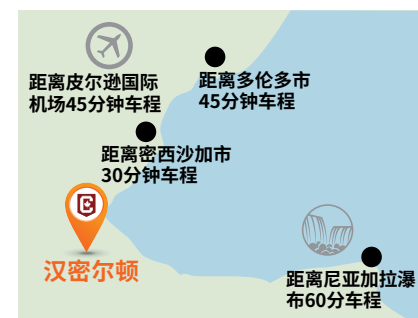 距离皮尔逊国际
机场45分钟车程
距离多伦多市
45分钟车程
距离密西沙加市
30分钟车程
汉密尔顿
距离尼亚加拉瀑
布60分车程